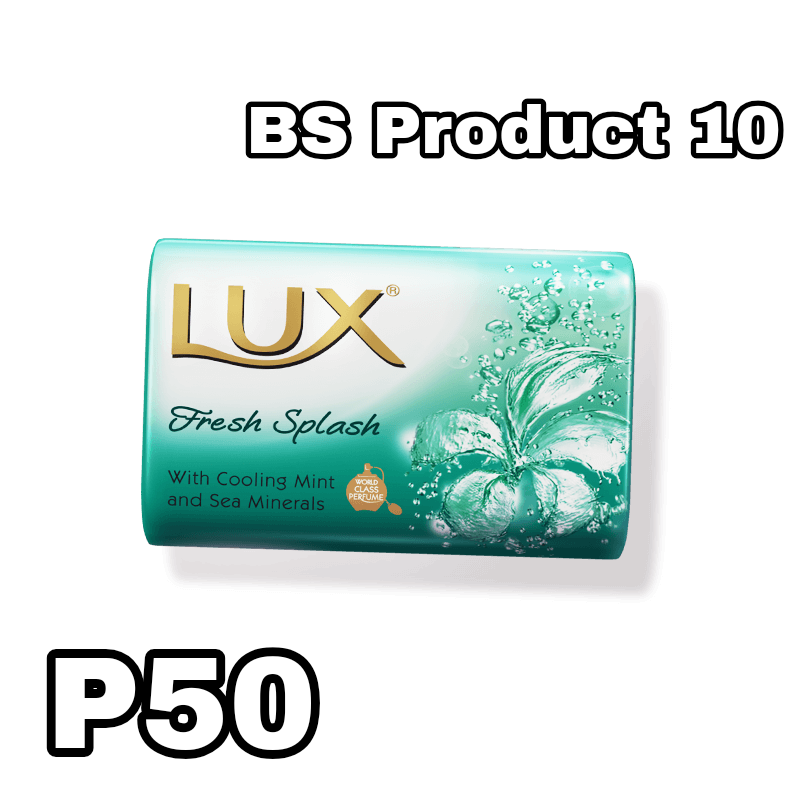 BS Product 10
LUX®
Fresh Splash
With Cooling Mint
and Sea Minerals
WORLD
CLASS
PERFUME
P50